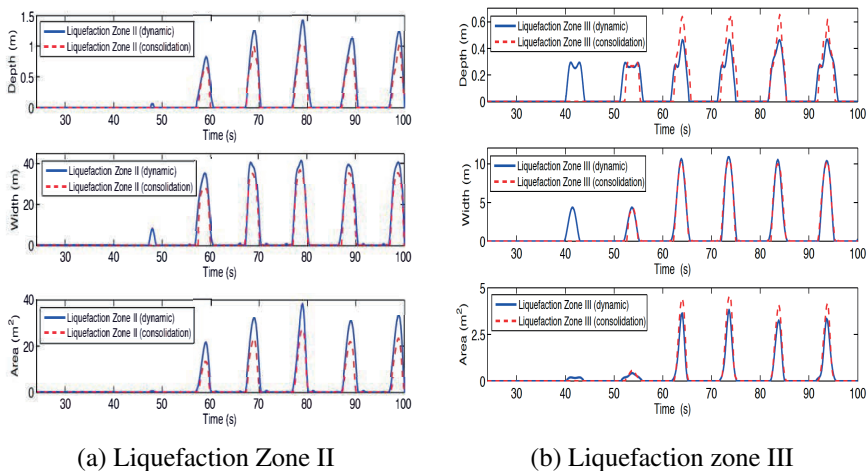 Depth (m)
1.5
1
0.5
0
Liquefaction Zone II (dynamic)
Liquefaction Zone II (consolidation)
30 40 50 60 70 80 90 100
Time (s)
Width (m)
40
20
0
Liquefaction Zone II (dynamic)
Liquefaction Zone II (consolidation)
30 40 50 60 70 80 90 100
Time (s)
Area (m²)
40
20
0
Liquefaction Zone II (dynamic)
Liquefaction Zone II (consolidation)
30 40 50 60 70 80 90 100
Time (s)
(a) Liquefaction Zone II
Depth (m)
0.6
0.4
0.2
0
Liquefaction Zone III (dynamic)
Liquefaction Zone III (consolidation)
30 40 50 60 70 80 90 100
Time (s)
Width (m)
10
5
0
Liquefaction Zone III (dynamic)
Liquefaction Zone III (consolidation)
30 40 50 60 70 80 90 100
Time (s)
Area (m²)
5
2.5
0
Liquefaction Zone III (dynamic)
Liquefaction Zone III (consolidation)
30 40 50 60 70 80 90 100
Time (s)
(b) Liquefaction zone III